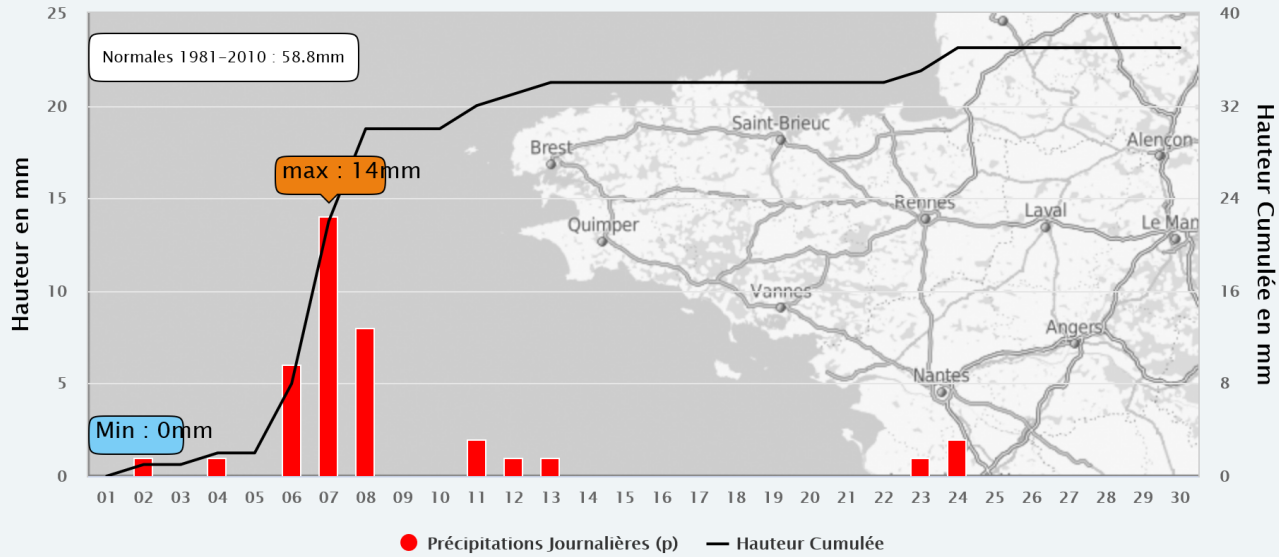 25
20
15
10
5
0
Hauteur en mm
Normales 1981-2010 : 58.8mm
max : 14mm
Min : 0mm
Brest
Saint-Brieuc
Alençon
Quimper
Rennes
Laval
Le Man
Vannes
Angers
Nantes
40
32
24
16
8
0
Hauteur Cumulée en mm
01 02 03 04 05 06 07 08 09 10 11 12 13 14 15 16 17 18 19 20 21 22 23 24 25 26 27 28 29 30
Précipitations Journalières (p) Hauteur Cumulée